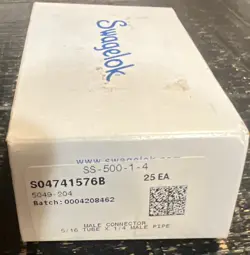 Swagelok
www.swagelok.com
SS-500-1-4
S04741576B
25 EA
5049-204
Batch: 0004208462
MALE CONNECTOR
5/16 TUBE X 1/4 MALE PIPE